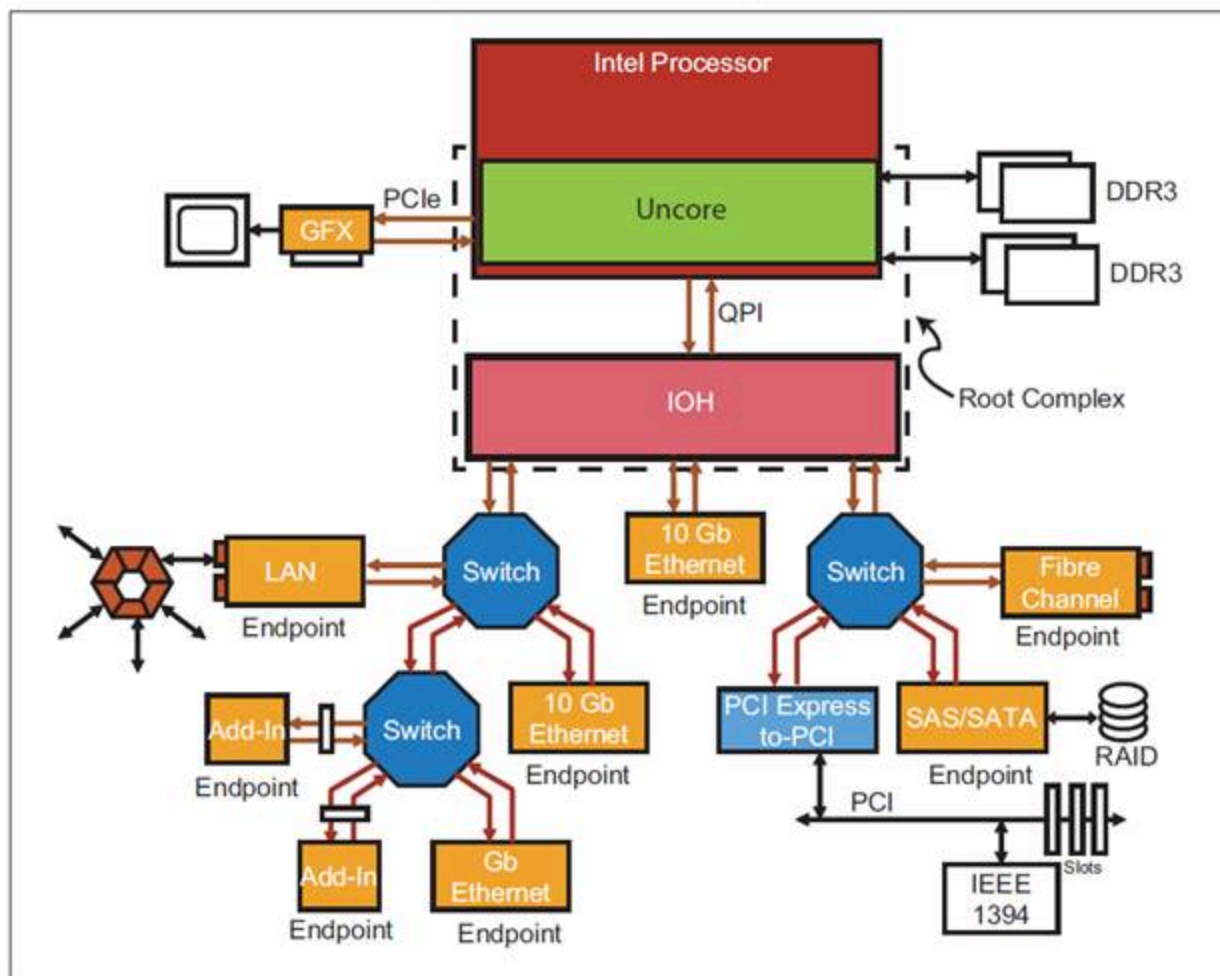 Intel Processor
Uncore
PCIe
GFX
DDR3
DDR3
QPI
IOH
Root Complex
LAN
Endpoint
Switch
10 Gb
Ethernet
Endpoint
Switch
Fibre
Channel
Endpoint
Add-In
Endpoint
Switch
10 Gb
Ethernet
Endpoint
PCI Express
to-PCI
SAS/SATA
Endpoint
RAID
PCI
Slots
Add-In
Endpoint
Gb
Ethernet
Endpoint
IEEE
1394